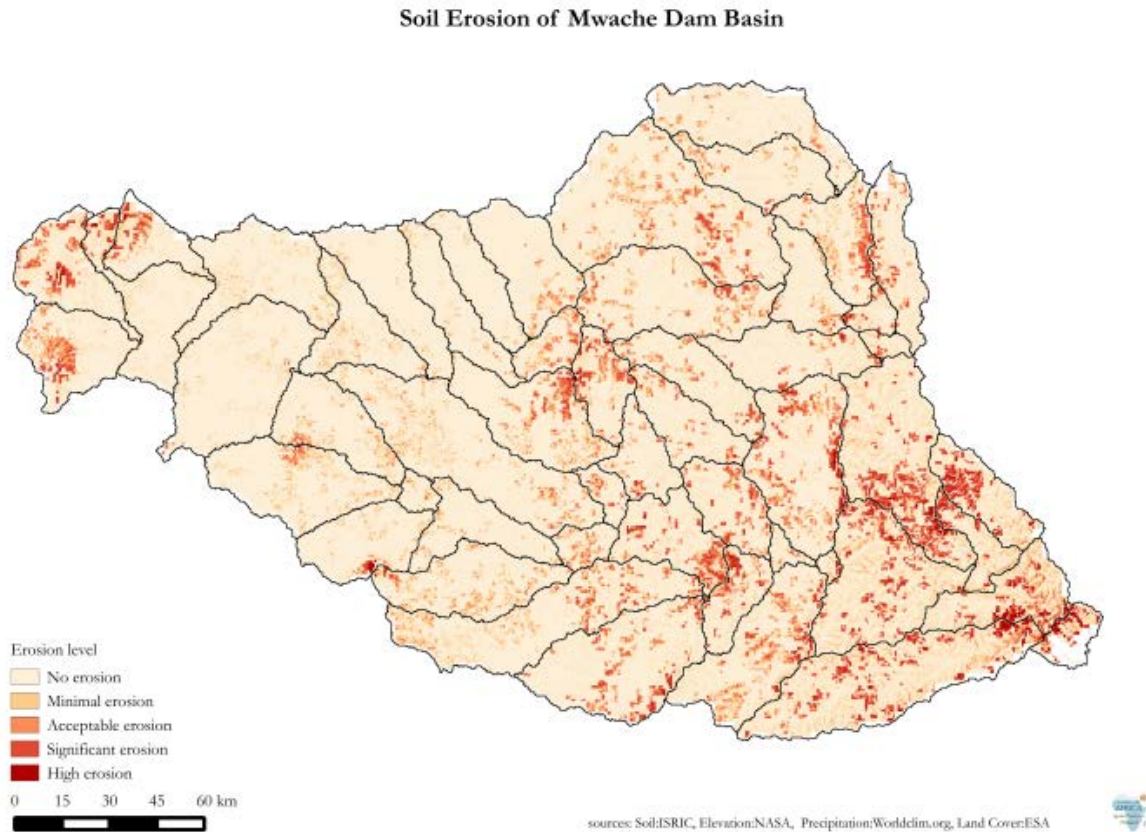 Soil Erosion of Mwache Dam Basin
Erosion level
No erosion
Minimal erosion
Acceptable erosion
Significant erosion
High erosion
0 15 30 45 60 km
sources: Soil:ISRIC, Elevation:NASA, Precipitation:Worldclim.org, Land Cover:ESA